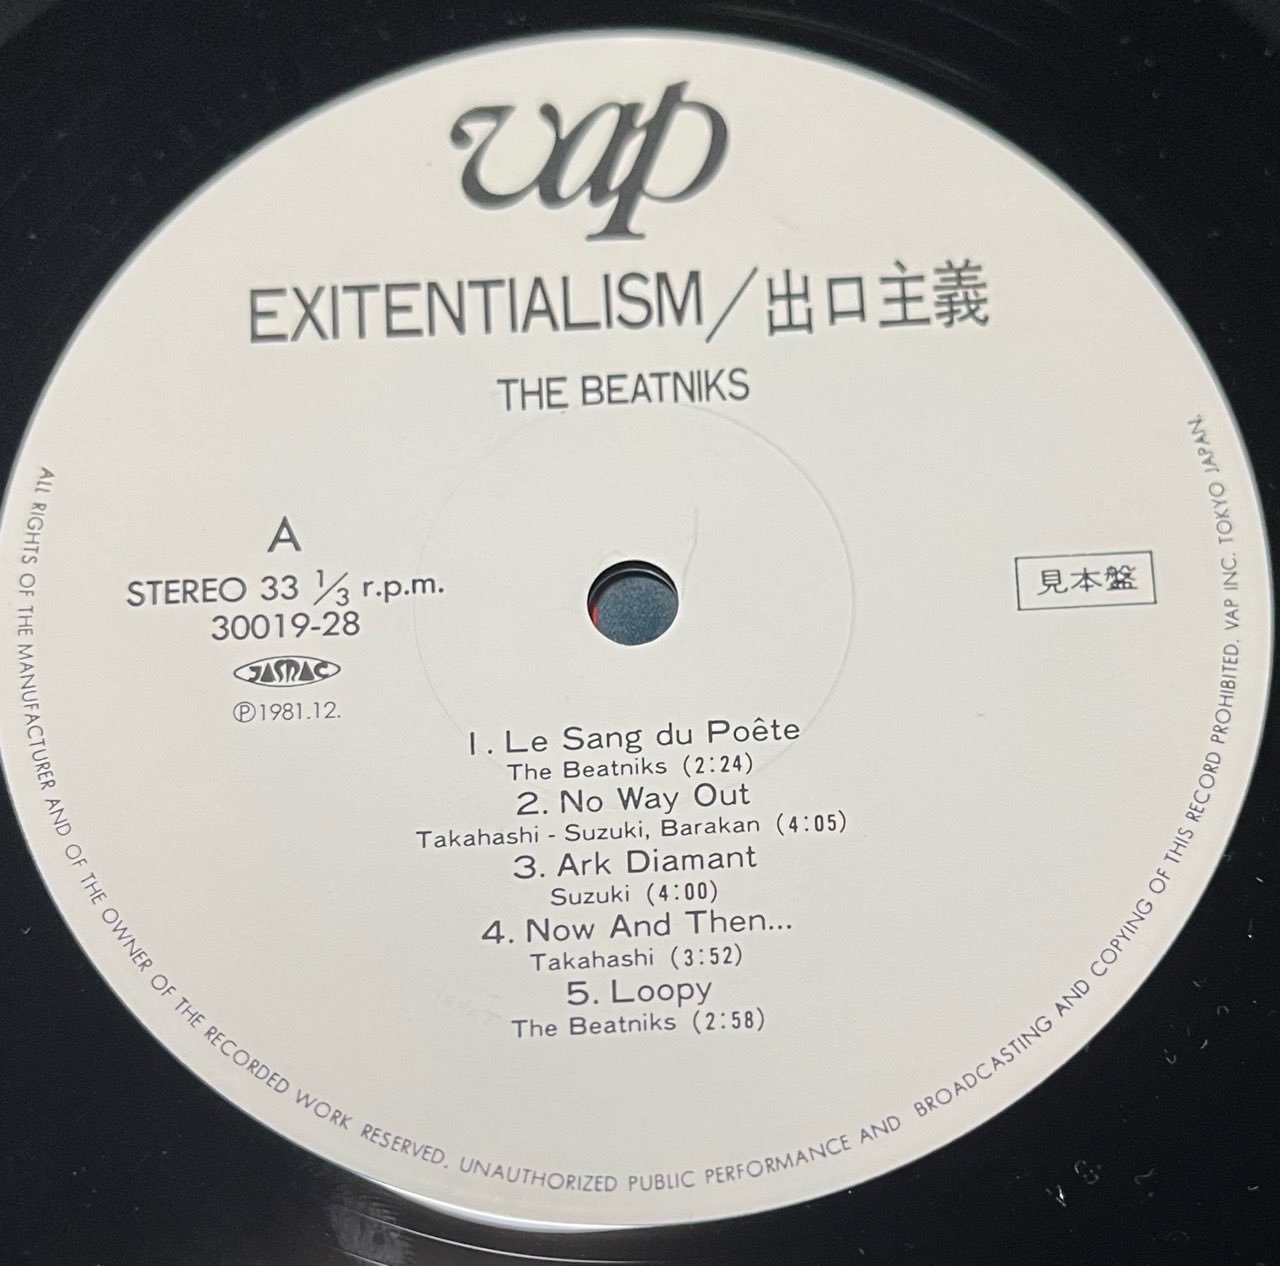 vap
EXITENTIALISM/出口主義
THE BEATNIKS
A
STEREO 33 1/3 r.p.m.
30019-28
JASRAC
Ⓟ1981.12.
見本盤
1. Le Sang du Poête
The Beatniks (2:24)
2. No Way Out
Takahashi - Suzuki, Barakan (4:05)
3. Ark Diamant
Suzuki (4:00)
4. Now And Then...
Takahashi (3:52)
5. Loopy
The Beatniks (2:58)
ALL RIGHTS OF THE MANUFACTURER AND OF THE OWNER OF THE RECORDED WORK RESERVED. UNAUTHORIZED PUBLIC PERFORMANCE AND BROADCASTING AND COPYING OF THIS RECORD PROHIBITED. VAP INC. TOKYO JAPAN.